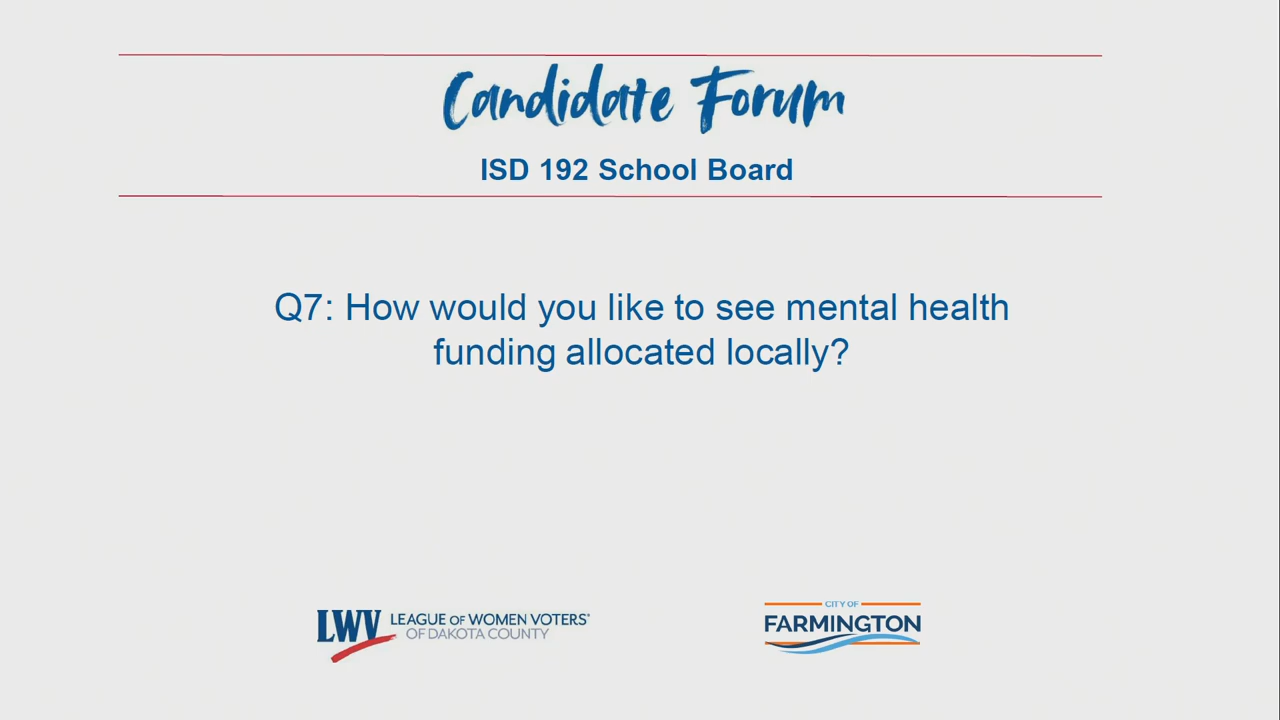 Candidate Forum
ISD 192 School Board
Q7: How would you like to see mental health
funding allocated locally?
LWV LEAGUE OF WOMEN VOTERS®
OF DAKOTA COUNTY
CITY OF
FARMINGTON